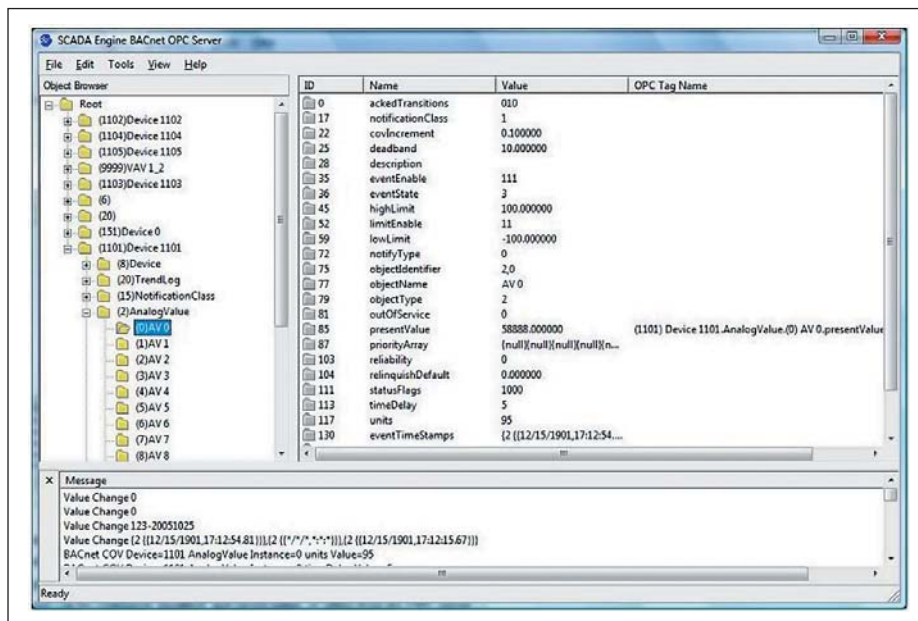 SCADA Engine BACnet OPC Server
File Edit Tools View Help
Object Browser
Root
(1102)Device 1102
(1104)Device 1104
(1105)Device 1105
(9999)VAV 1_2
(1103)Device 1103
(6)
(20)
(151)Device 0
(1101)Device 1101
(8)Device
(20)TrendLog
(15)NotificationClass
(2)AnalogValue
(0)AV 0
(1)AV 1
(2)AV 2
(3)AV 3
(4)AV 4
(5)AV 5
(6)AV 6
(7)AV 7
(8)AV 8
ID Name Value OPC Tag Name
0 ackedTransitions 010
17 notificationClass 1
22 covIncrement 0.100000
25 deadband 10.000000
28 description
35 eventEnable 111
36 eventState 3
45 highLimit 100.000000
52 limitEnable 11
59 lowLimit -100.000000
72 notifyType 0
75 objectIdentifier 2,0
77 objectName AV 0
79 objectType 2
81 outOfService 0
85 presentValue 58888.000000 (1101) Device 1101.AnalogValue.(0) AV 0.presentValue
87 priorityArray {null}{null}{null}{null}{n...
103 reliability 0
104 relinquishDefault 0.000000
111 statusFlags 1000
113 timeDelay 5
117 units 95
130 eventTimeStamps {2 {{12/15/1901,17:12:54....
x Message
Value Change 0
Value Change 0
Value Change 123-20051025
Value Change {2 {{12/15/1901,17:12:54.81}}},{2 {{*/*/*,*:*:*}}},{2 {{12/15/1901,17:12:15.67}}}
BACnet COV Device=1101 AnalogValue Instance=0 units Value=95
Ready